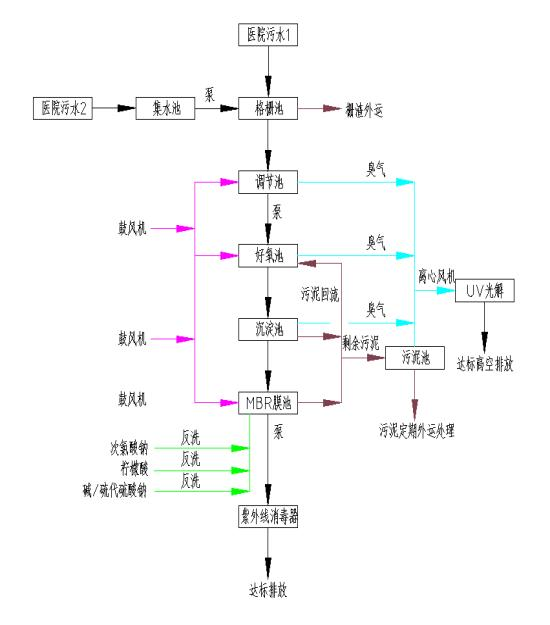 医院污水1
医院污水2
集水池
泵
格栅池
栅渣外运
调节池
臭气
泵
鼓风机
好氧池
臭气
离心风机
UV光解
污泥回流
沉淀池
臭气
鼓风机
剩余污泥
污泥池
达标高空排放
鼓风机
MBR膜池
泵
污泥定期外运处理
次氯酸钠
反洗
柠檬酸
反洗
碱/硫代硫酸钠
反洗
紫外线消毒器
达标排放